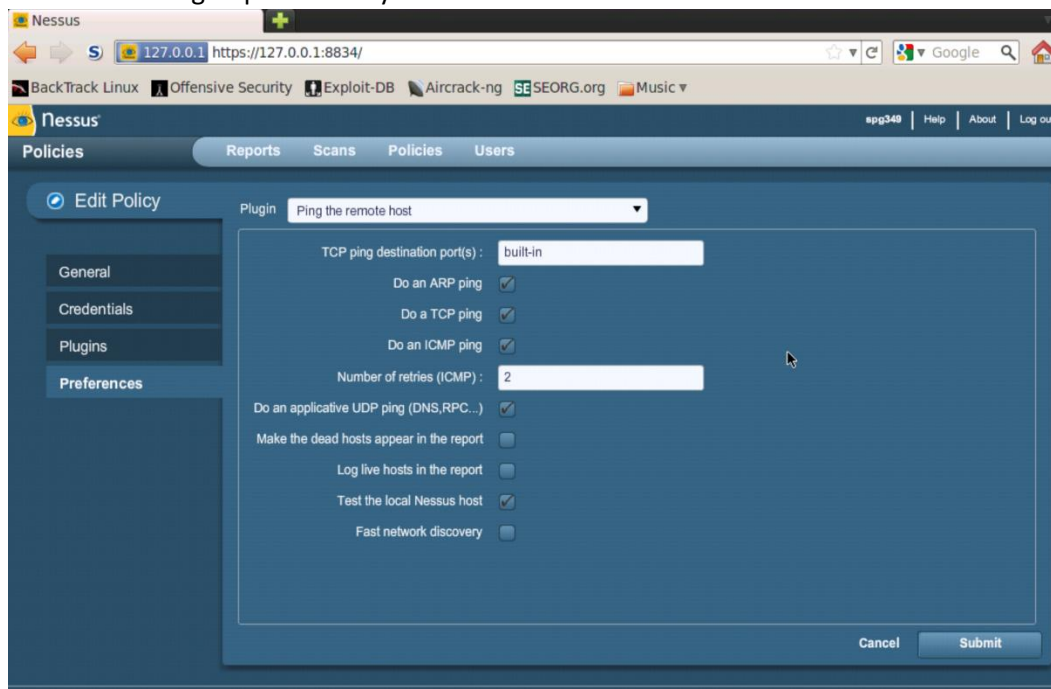 Nessus
127.0.0.1 https://127.0.0.1:8834/ Google
BackTrack Linux Offensive Security Exploit-DB Aircrack-ng SE SEORG.org Music
Nessus spg349 | Help | About | Log ou
Policies Reports Scans Policies Users
Edit Policy
Plugin Ping the remote host
General
Credentials
Plugins
Preferences
TCP ping destination port(s) : built-in
Do an ARP ping
Do a TCP ping
Do an ICMP ping
Number of retries (ICMP) : 2
Do an applicative UDP ping (DNS,RPC...)
Make the dead hosts appear in the report
Log live hosts in the report
Test the local Nessus host
Fast network discovery
Cancel Submit